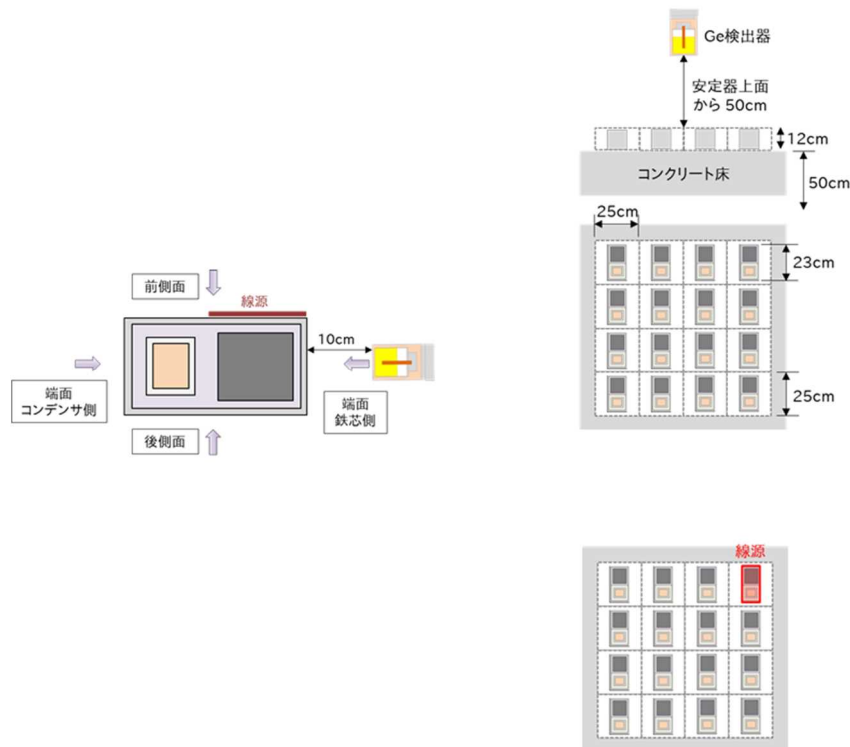 Ge検出器
安定器上面
から 50cm
12cm
コンクリート床
50cm
25cm
23cm
25cm
前側面
線源
10cm
端面
コンデンサ側
端面
鉄芯側
後側面
線源